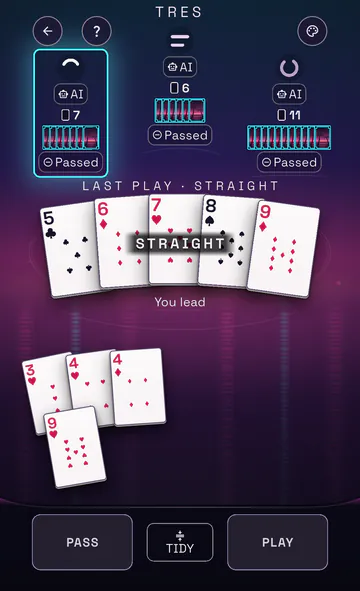 TRES
?
AI
7
Passed
AI
6
Passed
AI
11
Passed
LAST PLAY · STRAIGHT
5
6
7
8
9
STRAIGHT
You lead
3
4
4
9
PASS
TIDY
PLAY